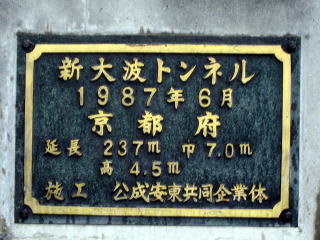 新大波トンネル
1987年6月
京都府
延長 237m 巾 7.0m
高 4.5m
施工 公成・安東共同企業体